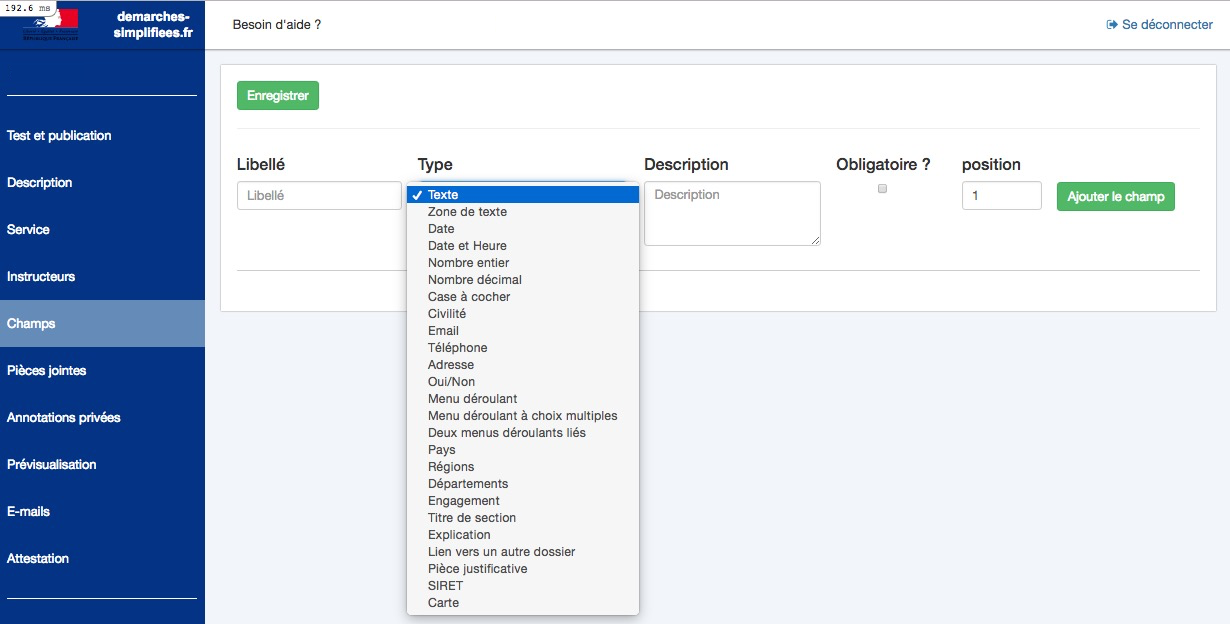 192.6 ms
demarches-
simplifiees.fr
Besoin d'aide ?
Se déconnecter
Test et publication
Description
Service
Instructeurs
Champs
Pièces jointes
Annotations privées
Prévisualisation
E-mails
Attestation
Enregistrer
Libellé Type Description Obligatoire ? position
Libellé
Description
1
Ajouter le champ
✓ Texte
Zone de texte
Date
Date et Heure
Nombre entier
Nombre décimal
Case à cocher
Civilité
Email
Téléphone
Adresse
Oui/Non
Menu déroulant
Menu déroulant à choix multiples
Deux menus déroulants liés
Pays
Régions
Départements
Engagement
Titre de section
Explication
Lien vers un autre dossier
Pièce justificative
SIRET
Carte